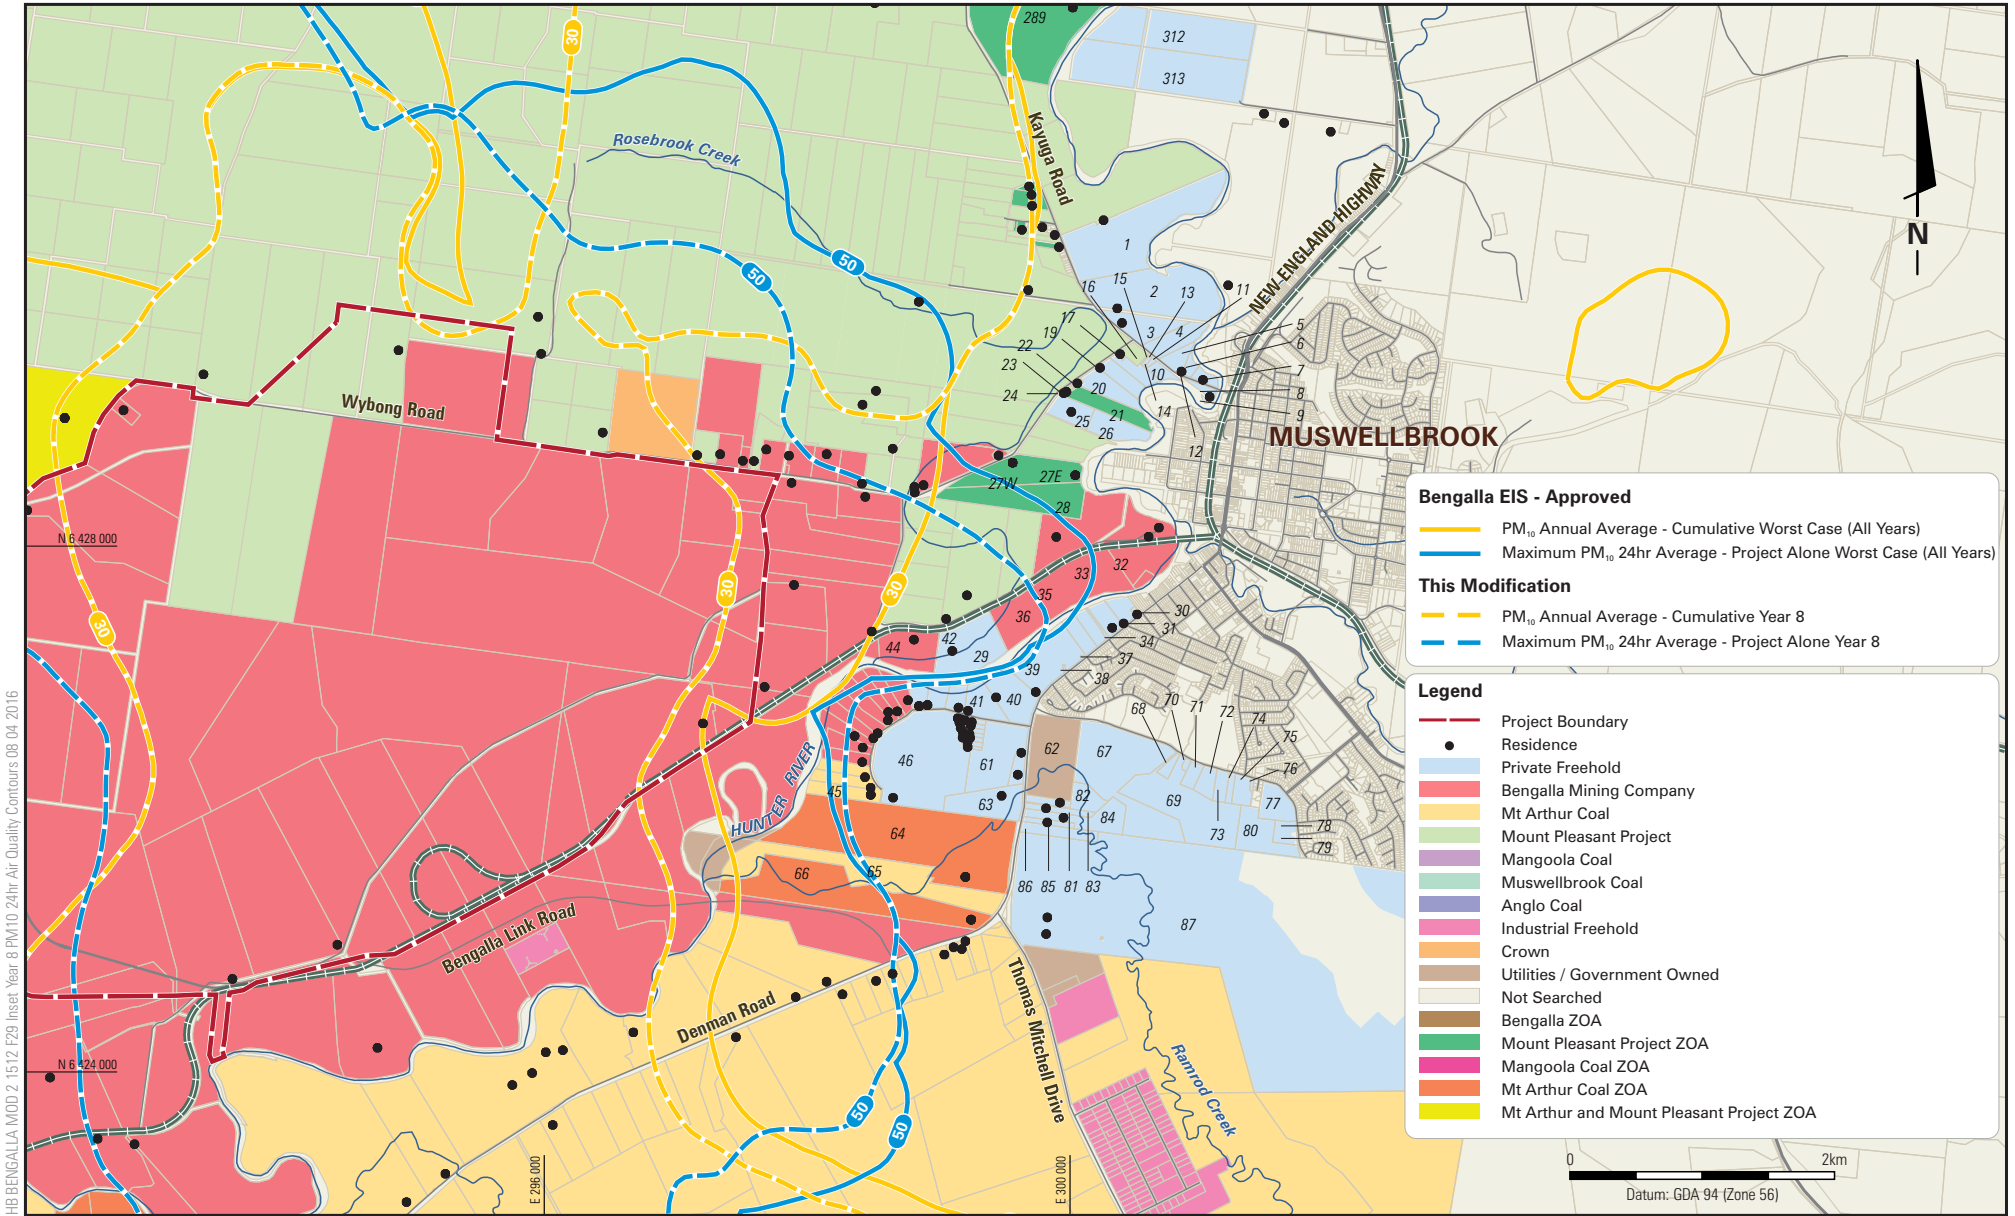 289
312
313
30
Kayuga Road
Rosebrook Creek
NEW ENGLAND HIGHWAY
N
1
50
50
15
16
2
13
11
17
19
3
4
5
22
6
23
10
7
24
20
8
14
9
25
21
26
12
Wybong Road
MUSWELLBROOK
27W
27E
28
N 6 428 000
33
32
30
30
35
36
30
31
30
42
34
44
29
37
39
38
41
40
70
71
72
74
68
75
62
67
46
61
76
HUNTER RIVER
45
63
82
69
77
84
64
73
80
78
79
66
65
86
85
81
83
87
Bengalla Link Road
Denman Road
Thomas Mitchell Drive
Ramrod Creek
N 6 424 000
50
50
E 296 000
E 300 000
Bengalla EIS - Approved
PM10 Annual Average - Cumulative Worst Case (All Years)
Maximum PM10 24hr Average - Project Alone Worst Case (All Years)
This Modification
PM10 Annual Average - Cumulative Year 8
Maximum PM10 24hr Average - Project Alone Year 8
Legend
Project Boundary
Residence
Private Freehold
Bengalla Mining Company
Mt Arthur Coal
Mount Pleasant Project
Mangoola Coal
Muswellbrook Coal
Anglo Coal
Industrial Freehold
Crown
Utilities / Government Owned
Not Searched
Bengalla ZOA
Mount Pleasant Project ZOA
Mangoola Coal ZOA
Mt Arthur Coal ZOA
Mt Arthur and Mount Pleasant Project ZOA
0 2km
Datum: GDA 94 (Zone 56)
HB BENGALLA MOD 2 1512 F29 Inset Year 8 PM10 24hr Air Quality Contours 08 04 2016